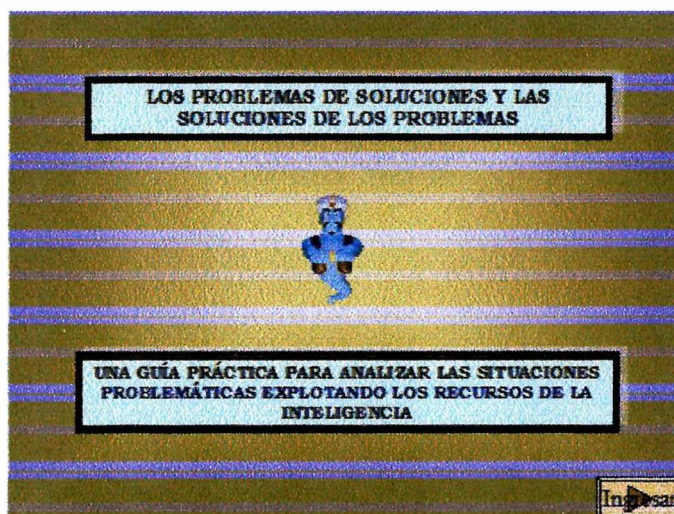 LOS PROBLEMAS DE SOLUCIONES Y LAS
SOLUCIONES DE LOS PROBLEMAS
UNA GUÍA PRÁCTICA PARA ANALIZAR LAS SITUACIONES
PROBLEMÁTICAS EXPLOTANDO LOS RECURSOS DE LA
INTELIGENCIA
Ingresar